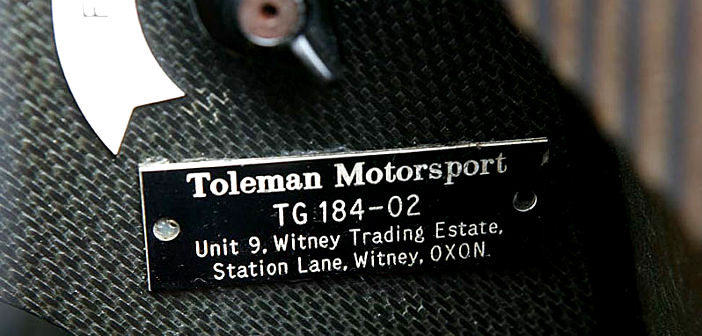 Toleman Motorsport
TG 184-02
Unit 9, Witney Trading Estate,
Station Lane, Witney, OXON.